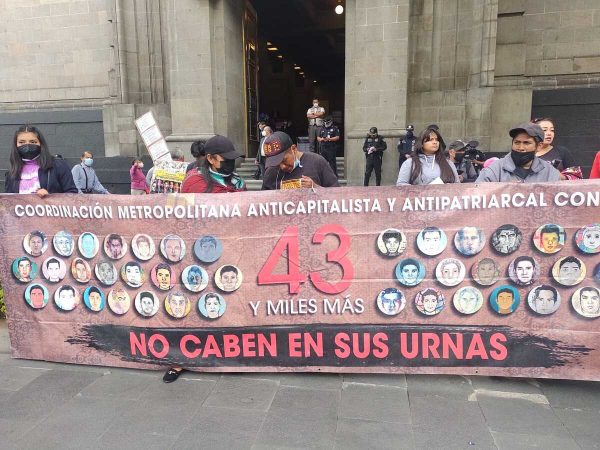 COORDINACIÓN METROPOLITANA ANTICAPITALISTA Y ANTIPATRIARCAL CON
43
Y MILES MÁS
NO CABEN EN SUS URNAS